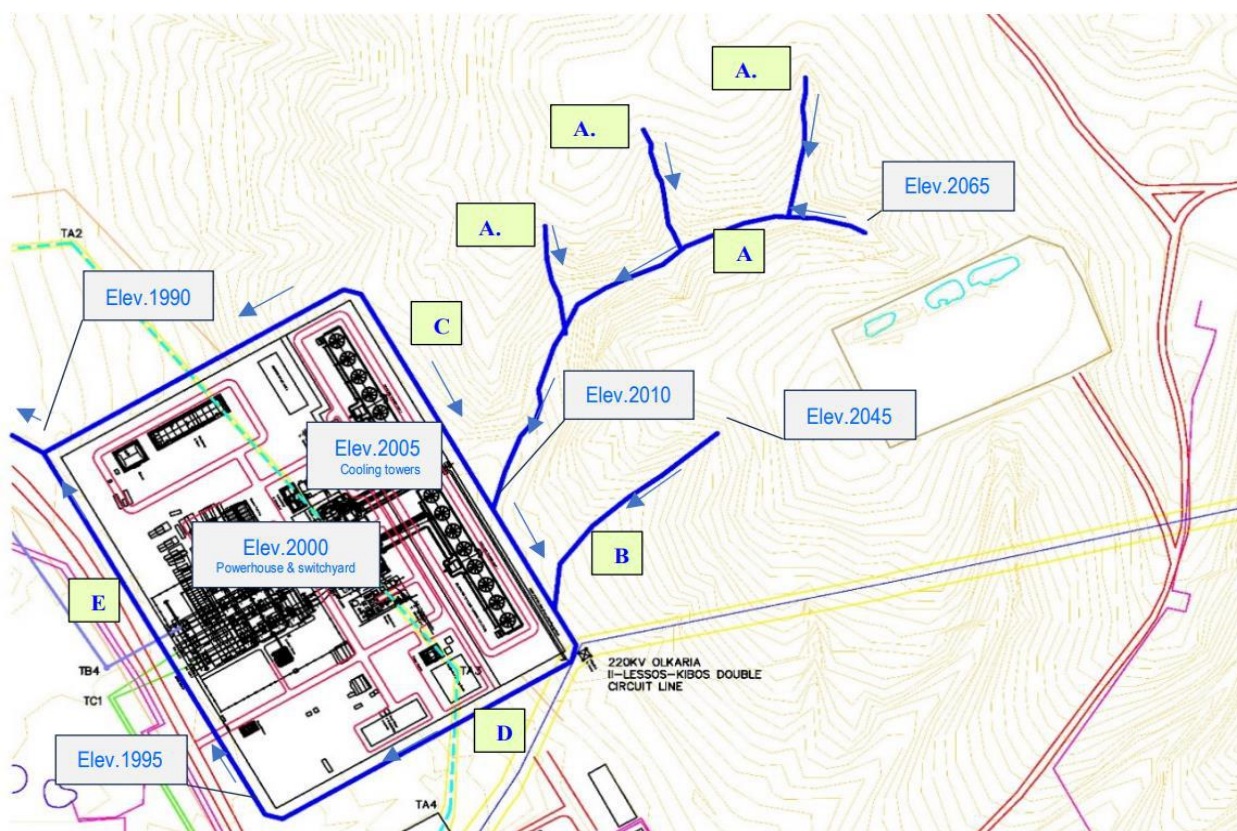 A.
A.
Elev.2065
A.
A
TA2
Elev.1990
C
Elev.2010
Elev.2045
Elev.2005
Cooling towers
Elev.2000
Powerhouse & switchyard
B
E
TB4
TA3
220KV OLKARIA
II-LESSOS-KIBOS DOUBLE
CIRCUIT LINE
TC1
D
Elev.1995
TA4